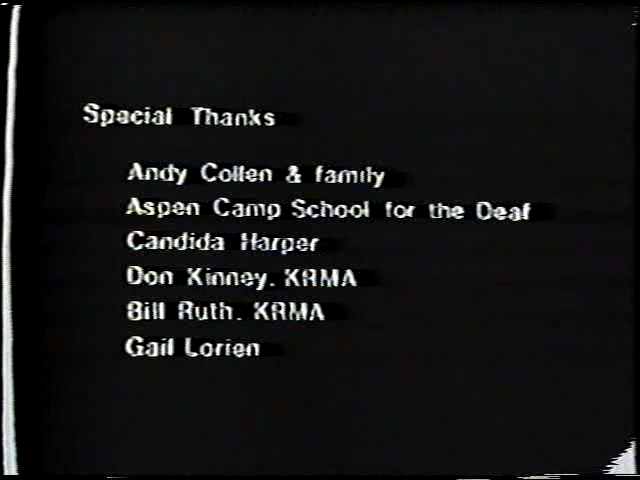 Special Thanks
Andy Collen & family
Aspen Camp School for the Deaf
Candida Harper
Don Kinney, KRMA
Bill Ruth, KRMA
Gail Lorien